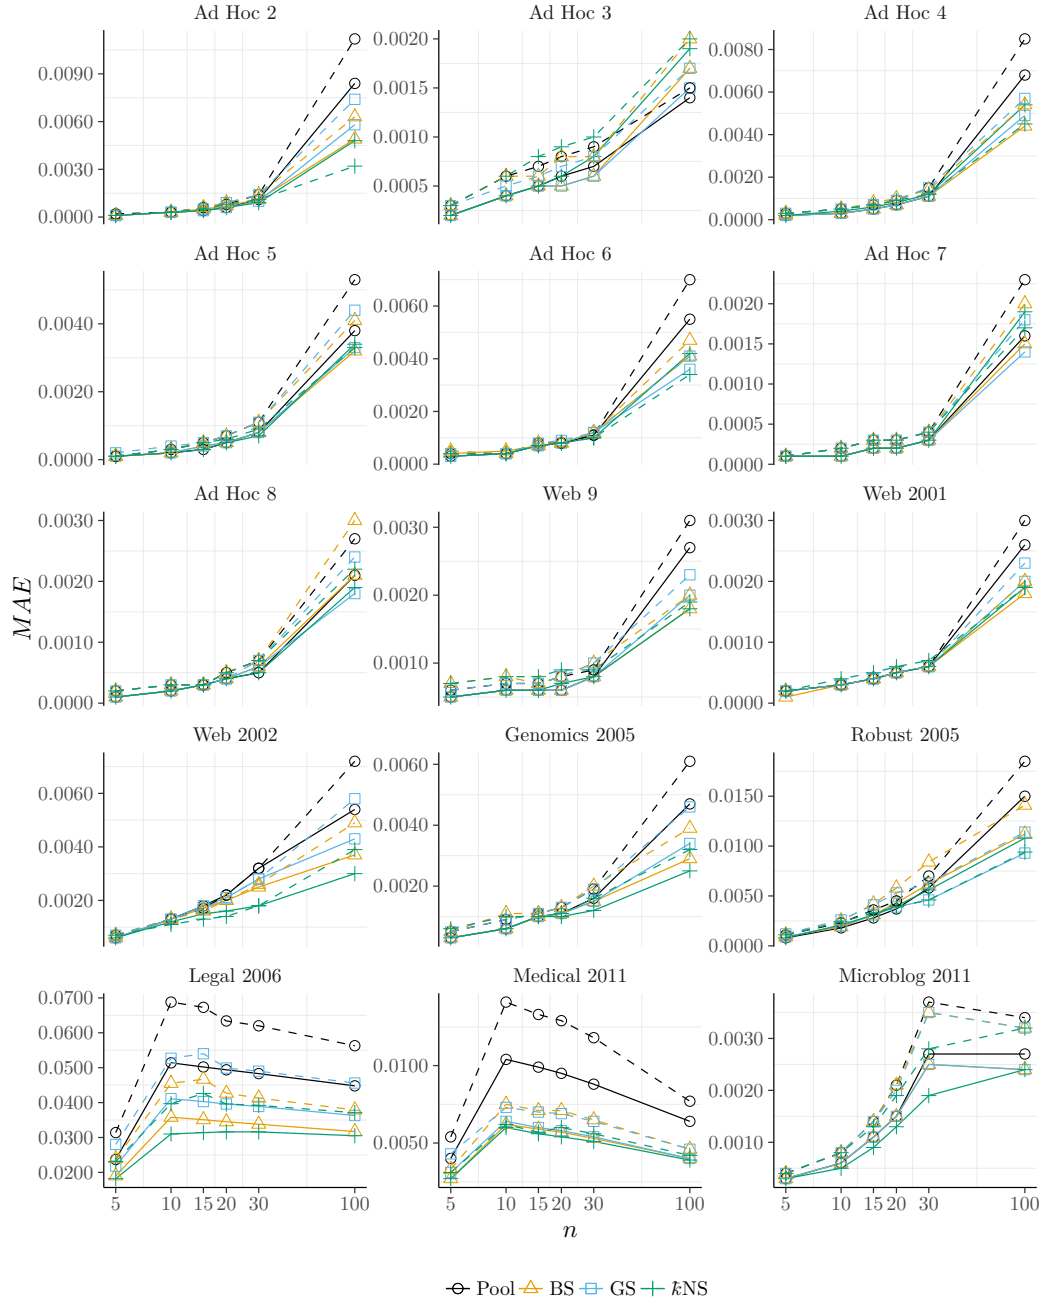 Ad Hoc 2
Ad Hoc 3
Ad Hoc 4
0.0090
0.0060
0.0030
0.0000
0.0020
0.0015
0.0010
0.0005
0.0080
0.0060
0.0040
0.0020
0.0000
Ad Hoc 5
Ad Hoc 6
Ad Hoc 7
0.0040
0.0020
0.0000
0.0060
0.0040
0.0020
0.0000
0.0020
0.0015
0.0010
0.0005
0.0000
Ad Hoc 8
Web 9
Web 2001
0.0030
0.0020
0.0010
0.0000
0.0030
0.0020
0.0010
0.0030
0.0020
0.0010
0.0000
MAE
Web 2002
Genomics 2005
Robust 2005
0.0060
0.0040
0.0020
0.0060
0.0040
0.0020
0.0150
0.0100
0.0050
0.0000
Legal 2006
Medical 2011
Microblog 2011
0.0700
0.0600
0.0500
0.0400
0.0300
0.0200
0.0100
0.0050
0.0030
0.0020
0.0010
5 10 15 20 30 100
5 10 15 20 30 100
5 10 15 20 30 100
n
Pool BS GS kNS